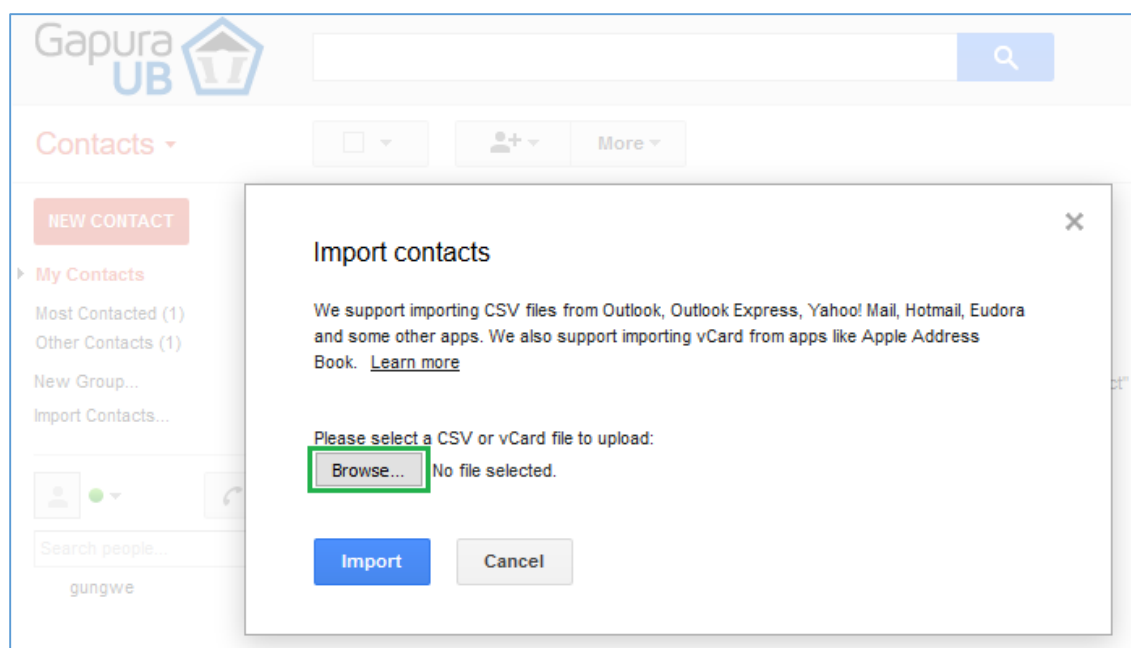 Gapura
UB
Contacts
More
NEW CONTACT
My Contacts
Most Contacted (1)
Other Contacts (1)
New Group...
Import Contacts...
Search people...
gungwe
Import contacts
We support importing CSV files from Outlook, Outlook Express, Yahoo! Mail, Hotmail, Eudora
and some other apps. We also support importing vCard from apps like Apple Address
Book. Learn more
Please select a CSV or vCard file to upload:
Browse... No file selected.
Import Cancel